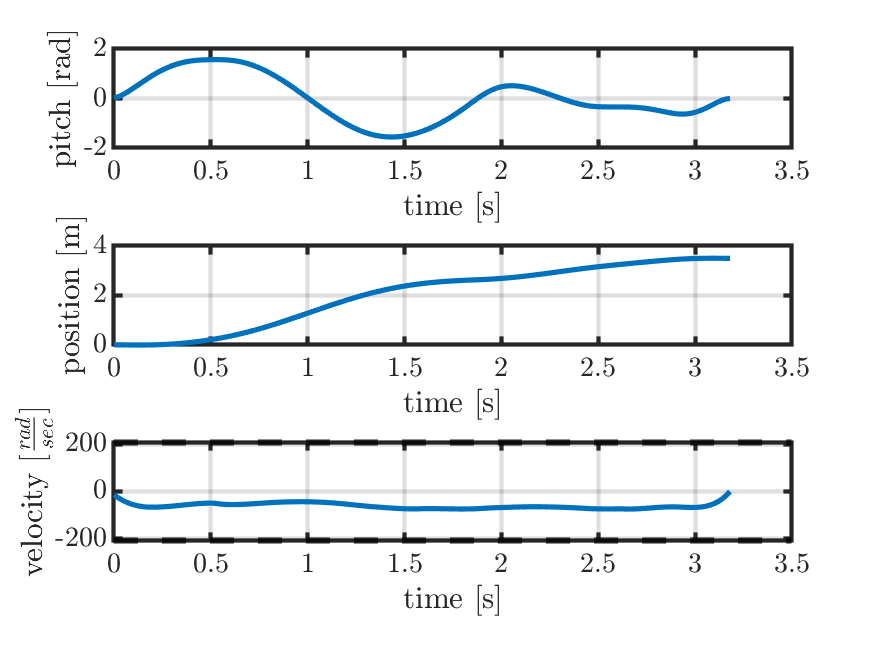 pitch [rad]
2
0
-2
0 0.5 1 1.5 2 2.5 3 3.5
time [s]
position [m]
4
2
0
0 0.5 1 1.5 2 2.5 3 3.5
time [s]
velocity [rad/sec]
200
0
-200
0 0.5 1 1.5 2 2.5 3 3.5
time [s]